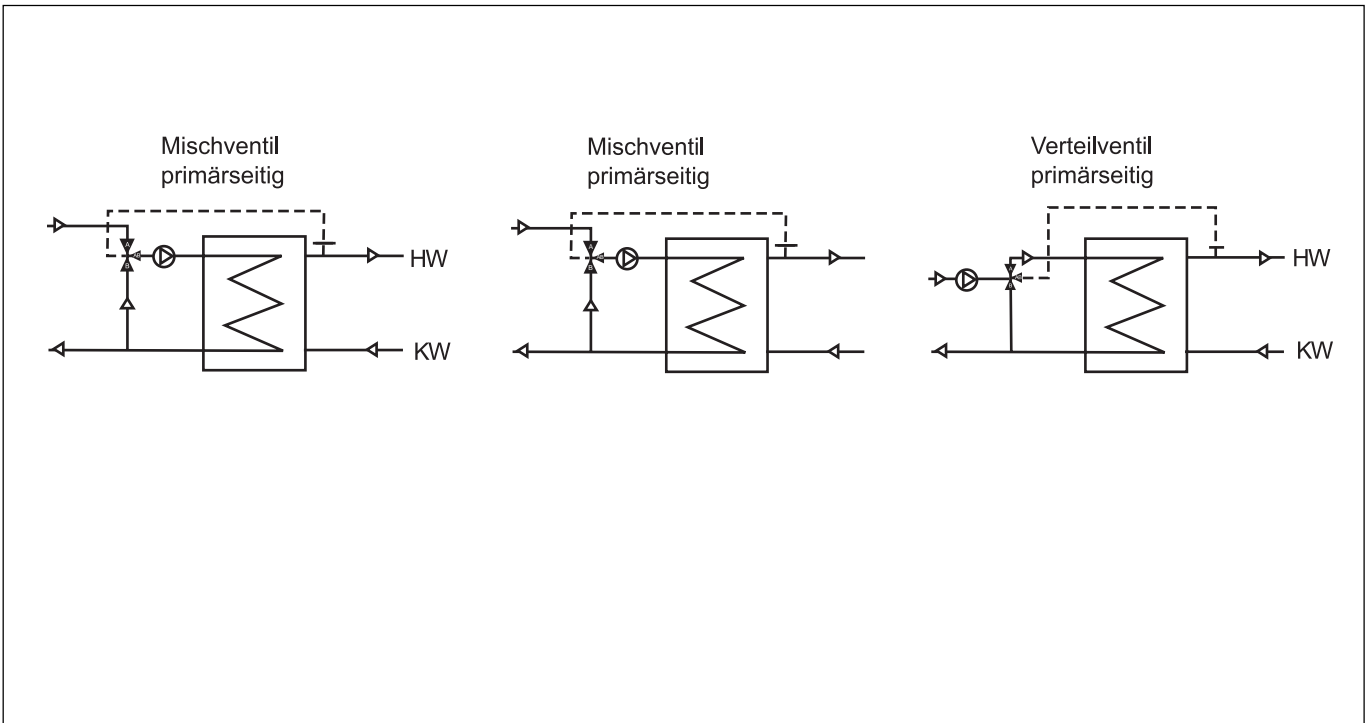 Mischventil
primärseitig
HW
KW
Mischventil
primärseitig
Verteilventil
primärseitig
HW
KW
A
B
A
B
A
B